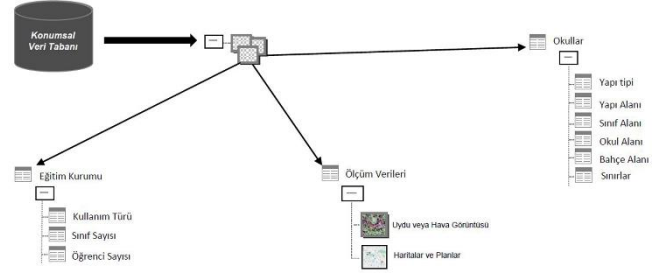 Konumsal
Veri Tabanı
Okullar
Yapı tipi
Yapı Alanı
Sınıf Alanı
Okul Alanı
Bahçe Alanı
Sınırlar
Eğitim Kurumu
Kullanım Türü
Sınıf Sayısı
Öğrenci Sayısı
Ölçüm Verileri
Uydu veya Hava Görüntüsü
Haritalar ve Planlar